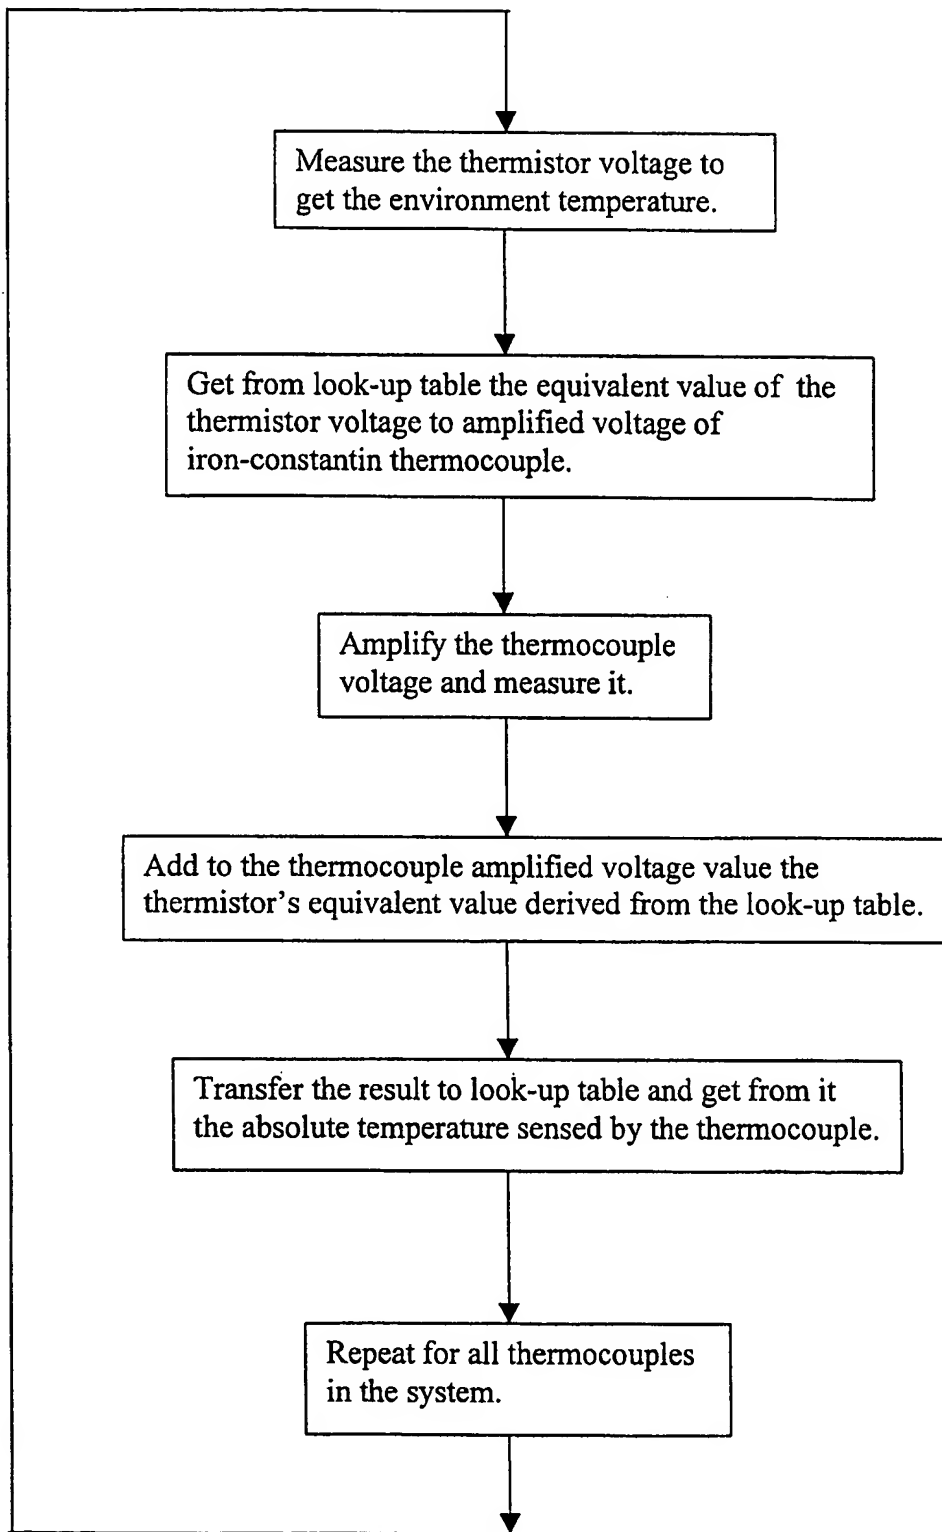 Measure the thermistor voltage to
get the environment temperature.
Get from look-up table the equivalent value of the
thermistor voltage to amplified voltage of
iron-constantin thermocouple.
Amplify the thermocouple
voltage and measure it.
Add to the thermocouple amplified voltage value the
thermistor's equivalent value derived from the look-up table.
Transfer the result to look-up table and get from it
the absolute temperature sensed by the thermocouple.
Repeat for all thermocouples
in the system.